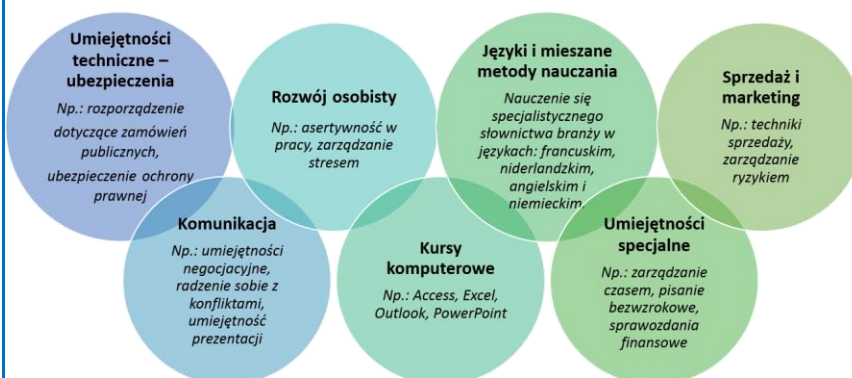 Umiejętności
techniczne –
ubezpieczenia
Np.: rozporządzenie
dotyczące zamówień
publicznych,
ubezpieczenie ochrony
prawnej
Komunikacja
Np.: umiejętności
negocjacyjne,
radzenie sobie z
konfliktami,
umiejętność
prezentacji
Rozwój osobisty
Np.: asertywność w
pracy, zarządzanie
stresem
Kursy
komputerowe
Np.: Access, Excel,
Outlook, PowerPoint
Języki i mieszane
metody nauczania
Nauczenie się
specjalistycznego
słownictwa branży w
językach: francuskim,
niderlandzkim,
angielskim i
niemieckim.
Umiejętności
specjalne
Np.: zarządzanie
czasem, pisanie
bezwzrokowe,
sprawozdania
finansowe
Sprzedaż i
marketing
Np.: techniki
sprzedaży,
zarządzanie
ryzykiem